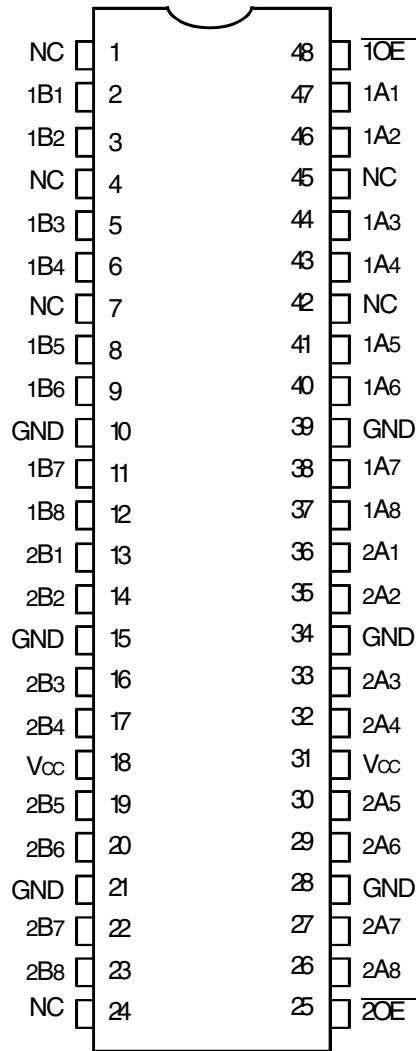 NC 1 48 1OE
1B1 2 47 1A1
1B2 3 46 1A2
NC 4 45 NC
1B3 5 44 1A3
1B4 6 43 1A4
NC 7 42 NC
1B5 8 41 1A5
1B6 9 40 1A6
GND 10 39 GND
1B7 11 38 1A7
1B8 12 37 1A8
2B1 13 36 2A1
2B2 14 35 2A2
GND 15 34 GND
2B3 16 33 2A3
2B4 17 32 2A4
VCC 18 31 VCC
2B5 19 30 2A5
2B6 20 29 2A6
GND 21 28 GND
2B7 22 27 2A7
2B8 23 26 2A8
NC 24 25 2OE